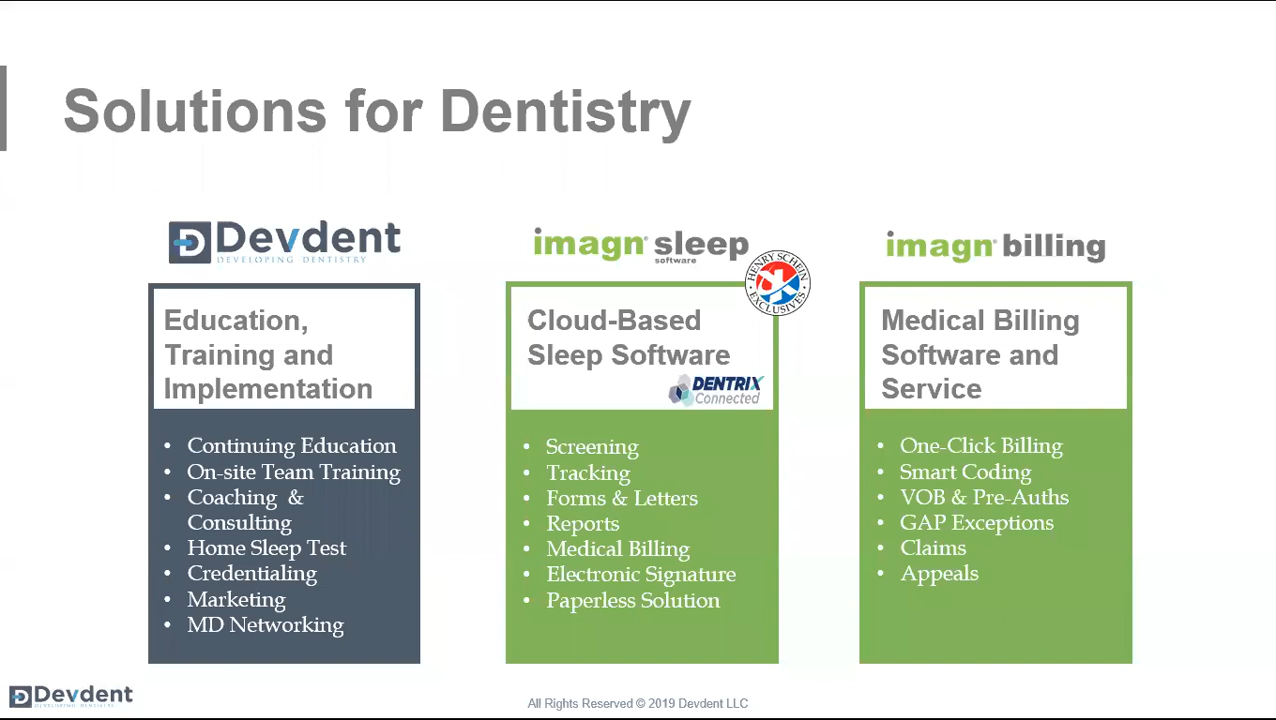 Solutions for Dentistry
Devdent
DEVELOPING DENTISTRY
Education,
Training and
Implementation
• Continuing Education
• On-site Team Training
• Coaching &
Consulting
• Home Sleep Test
• Credentialing
• Marketing
• MD Networking
imagn® sleep
software
HENRY SCHEIN
EXCLUSIVES
Cloud-Based
Sleep Software
DENTRIX
Connected
• Screening
• Tracking
• Forms & Letters
• Reports
• Medical Billing
• Electronic Signature
• Paperless Solution
imagn® billing
Medical Billing
Software and
Service
• One-Click Billing
• Smart Coding
• VOB & Pre-Auths
• GAP Exceptions
• Claims
• Appeals
Devdent
DEVELOPING DENTISTRY
All Rights Reserved © 2019 Devdent LLC